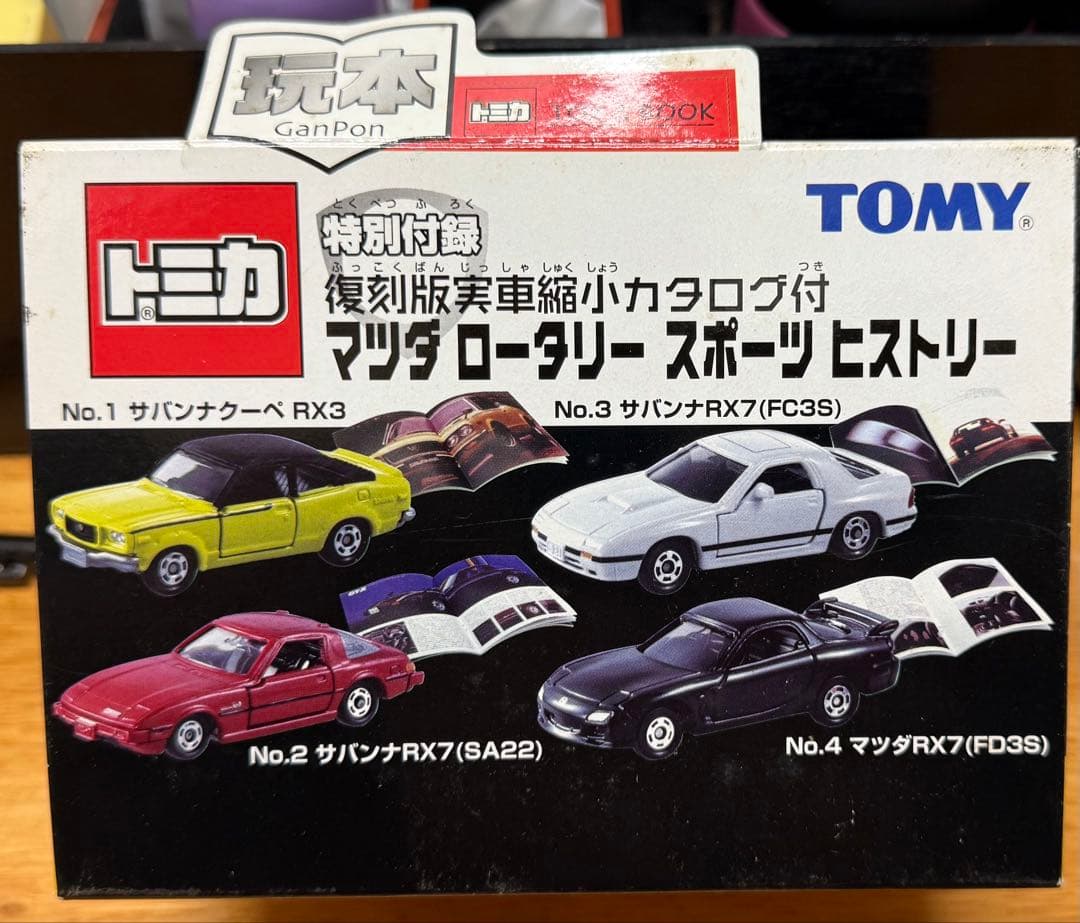 玩本
GanPon
トミカ BOOK
トミカ®
TOMY®
とくべつふろく
特別付録
ふっこくばんじっしゃしゅくしょう つき
復刻版実車縮小カタログ付
マツダ ロータリー スポーツ ヒストリー
No.1 サバンナクーペ RX3
No.3 サバンナRX7(FC3S)
No.2 サバンナRX7(SA22)
No.4 マツダRX7(FD3S)